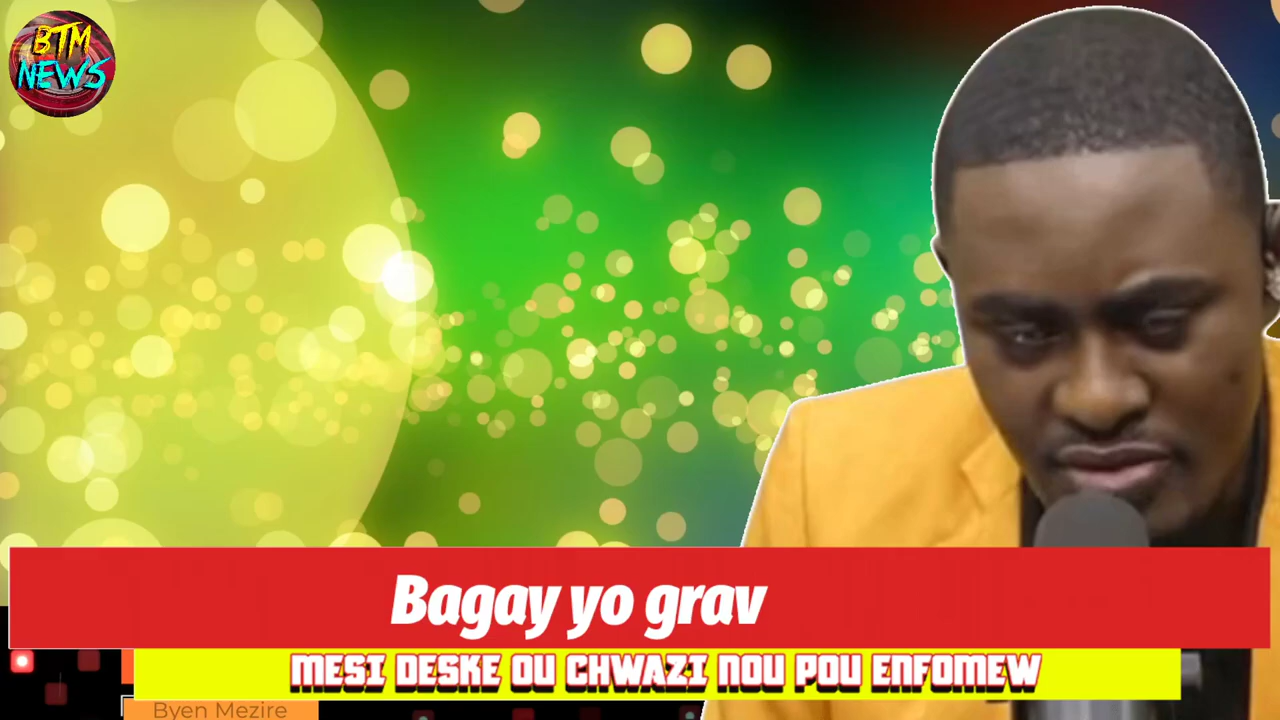 BTM
NEWS
Bagay yo grav
MESI DESKE OU CHWAZI NOU POU ENFOMEW
Byen Mezire